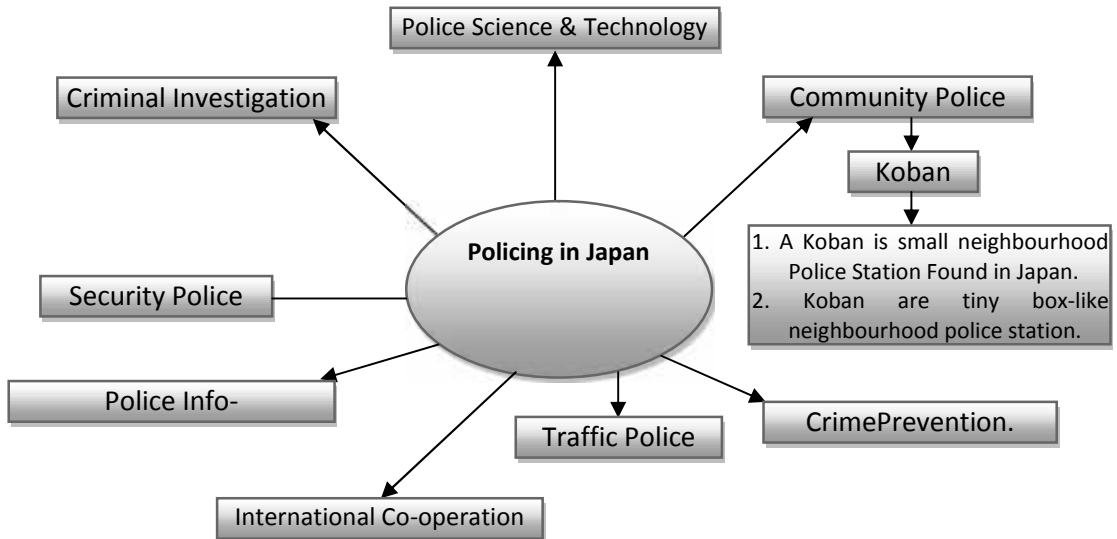 Police Science & Technology
Criminal Investigation
Community Police
Koban
Policing in Japan
1. A Koban is small neighbourhood
Police Station Found in Japan.
2. Koban are tiny box-like
neighbourhood police station.
Security Police
Police Info-
Traffic Police
CrimePrevention.
International Co-operation